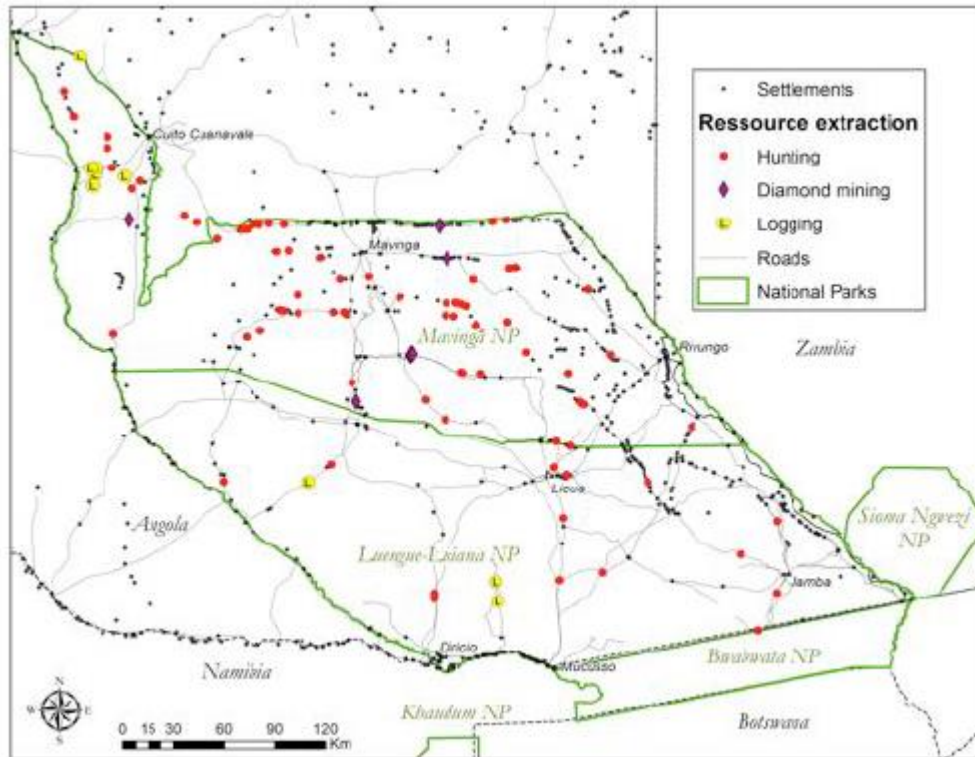 Settlements
Ressource extraction
Hunting
Diamond mining
L Logging
Roads
National Parks
L
Cuito Cuanavale
L
L
L
Mavinga
Mavinga NP
Rivungo
Zambia
L
Licua
Sioma Ngwezi
NP
Angola
Luengue-Luiana NP
L
L
Jamba
Dirico
Mucusso
Bwabwata NP
Namibia
Khaudum NP
Botswana
N
W E
S
0 15 30 60 90 120
Km